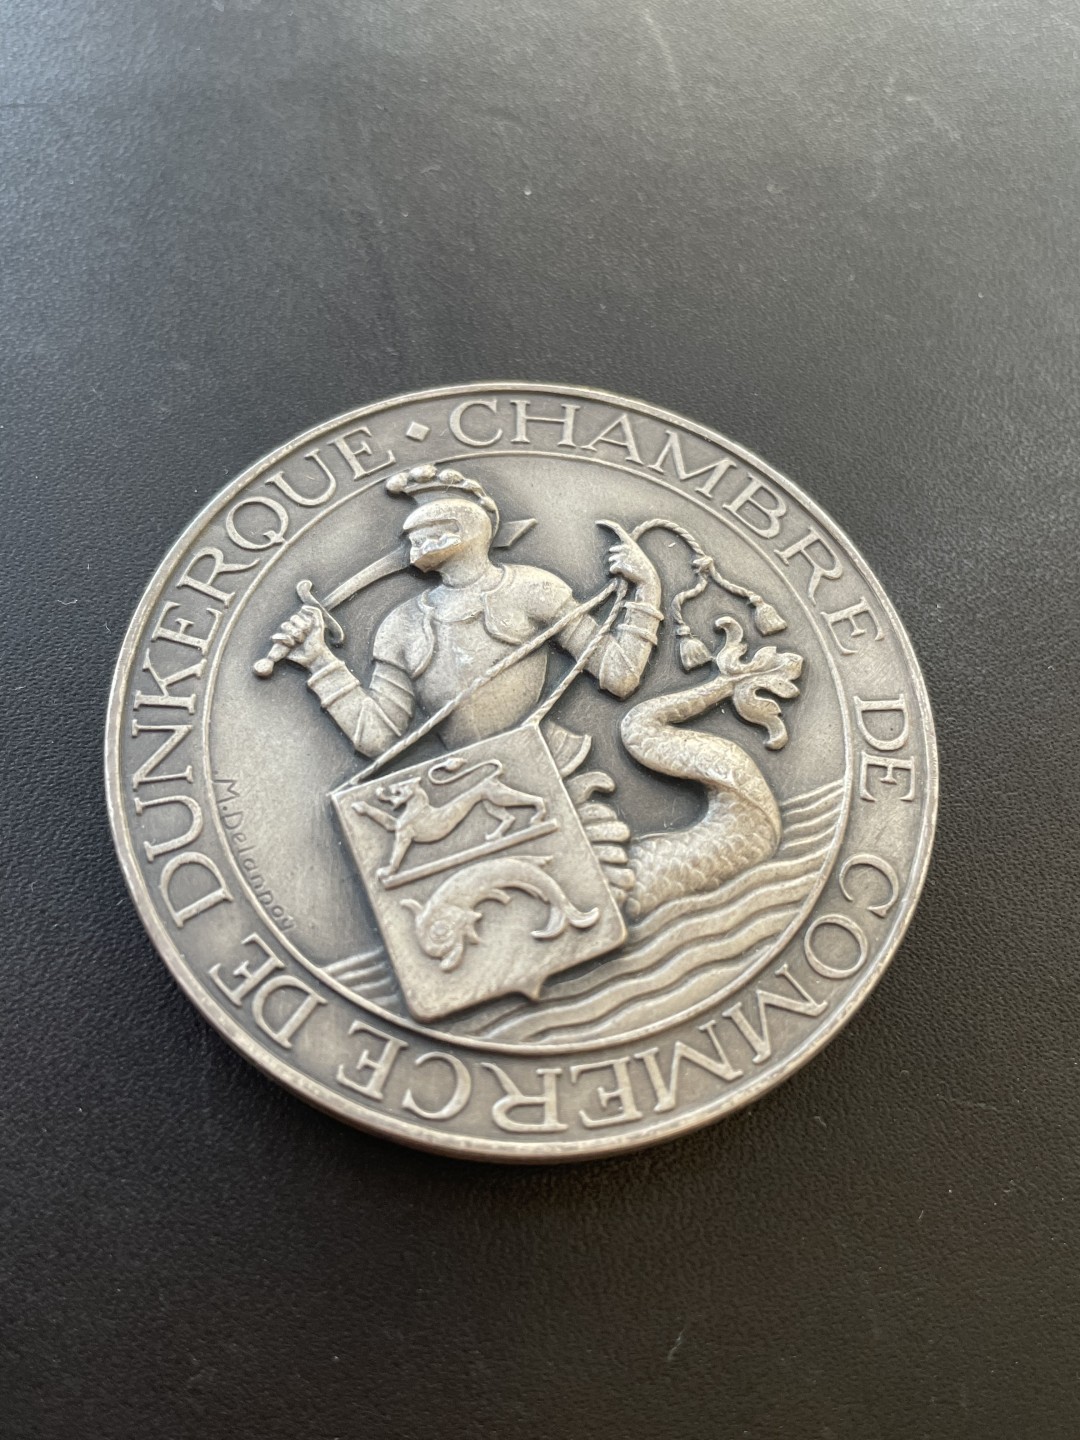 CHAMBRE DE COMMERCE DE DUNKERQUE
M. Delannoy